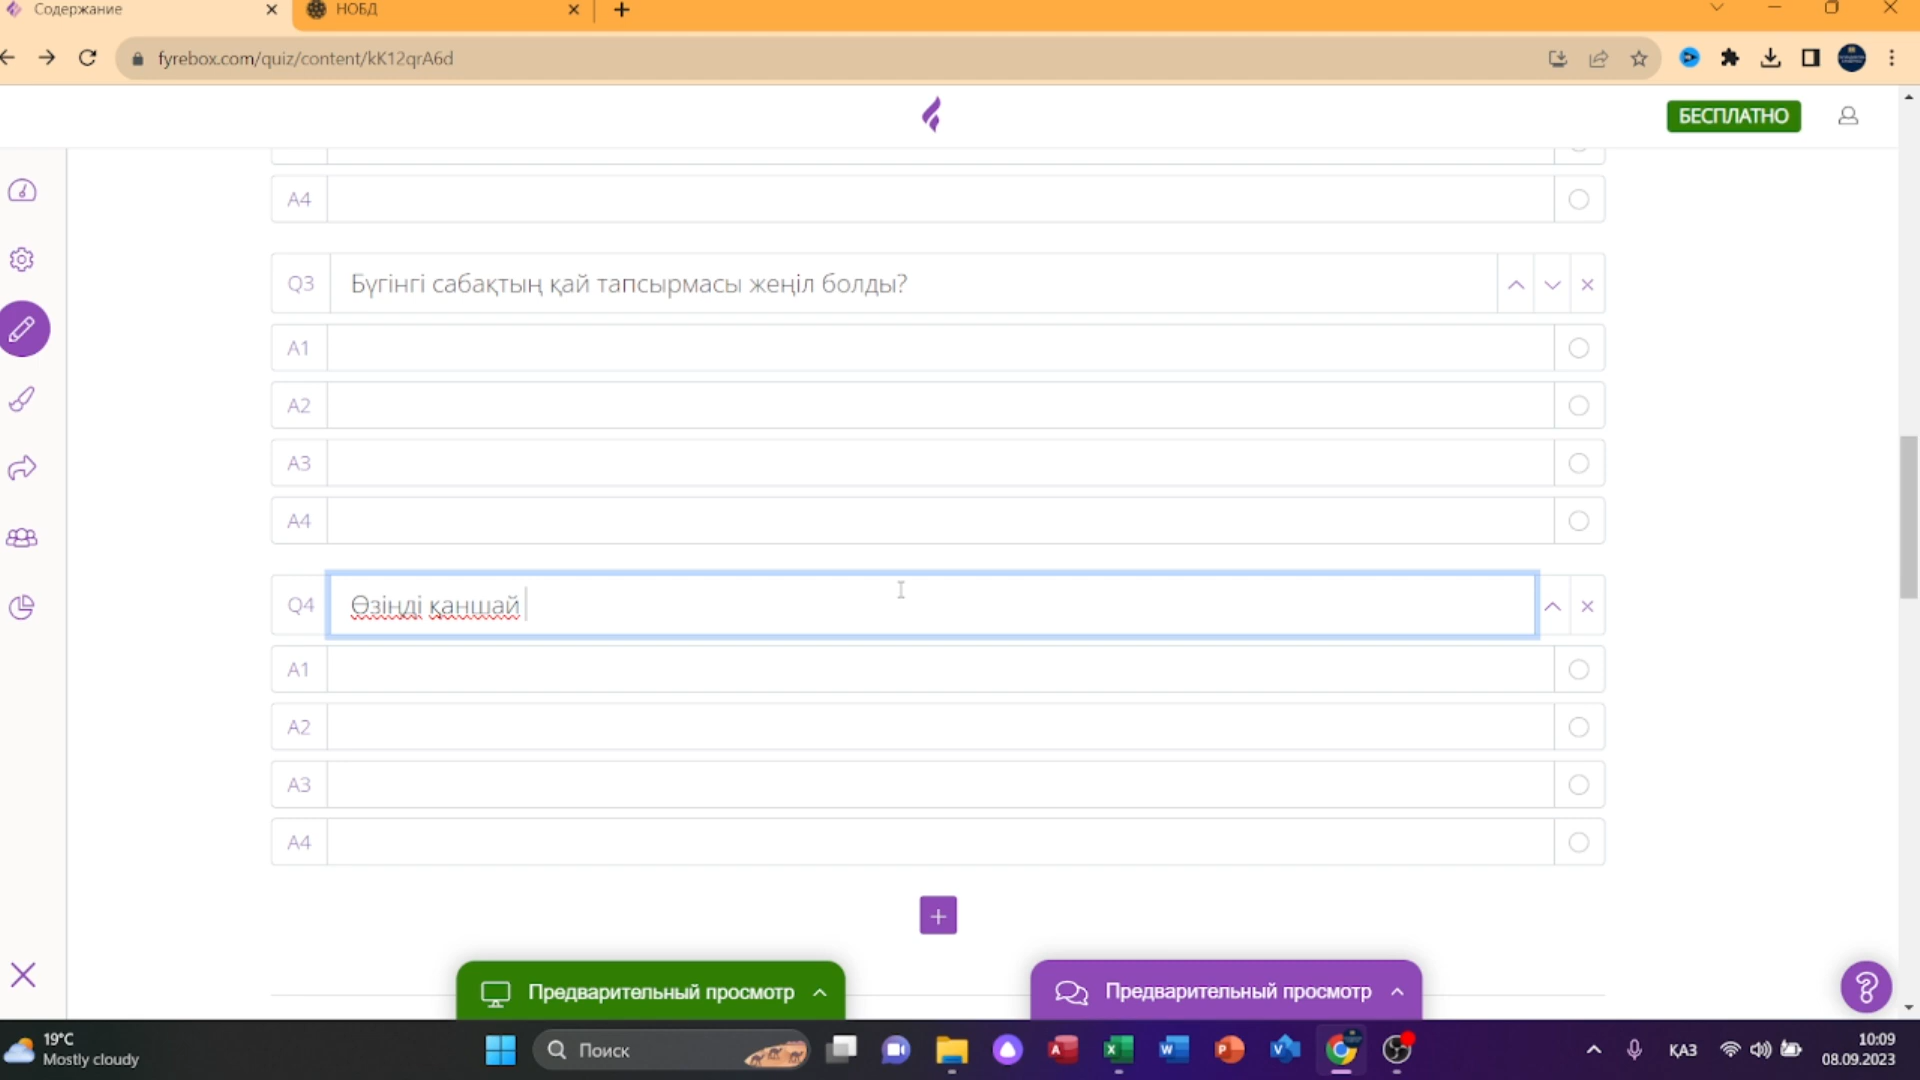 Содержание
НОБД
fyrebox.com/quiz/content/kK12qrA6d
БЕСПЛАТНО
A4
Q3 Бүгінгі сабақтың қай тапсырмасы жеңіл болды?
A1
A2
A3
A4
Q4 Өзінді қаншай
A1
A2
A3
A4
+
Предварительный просмотр
Предварительный просмотр
19°C
Mostly cloudy
Поиск
ҚАЗ
10:09
08.09.2023